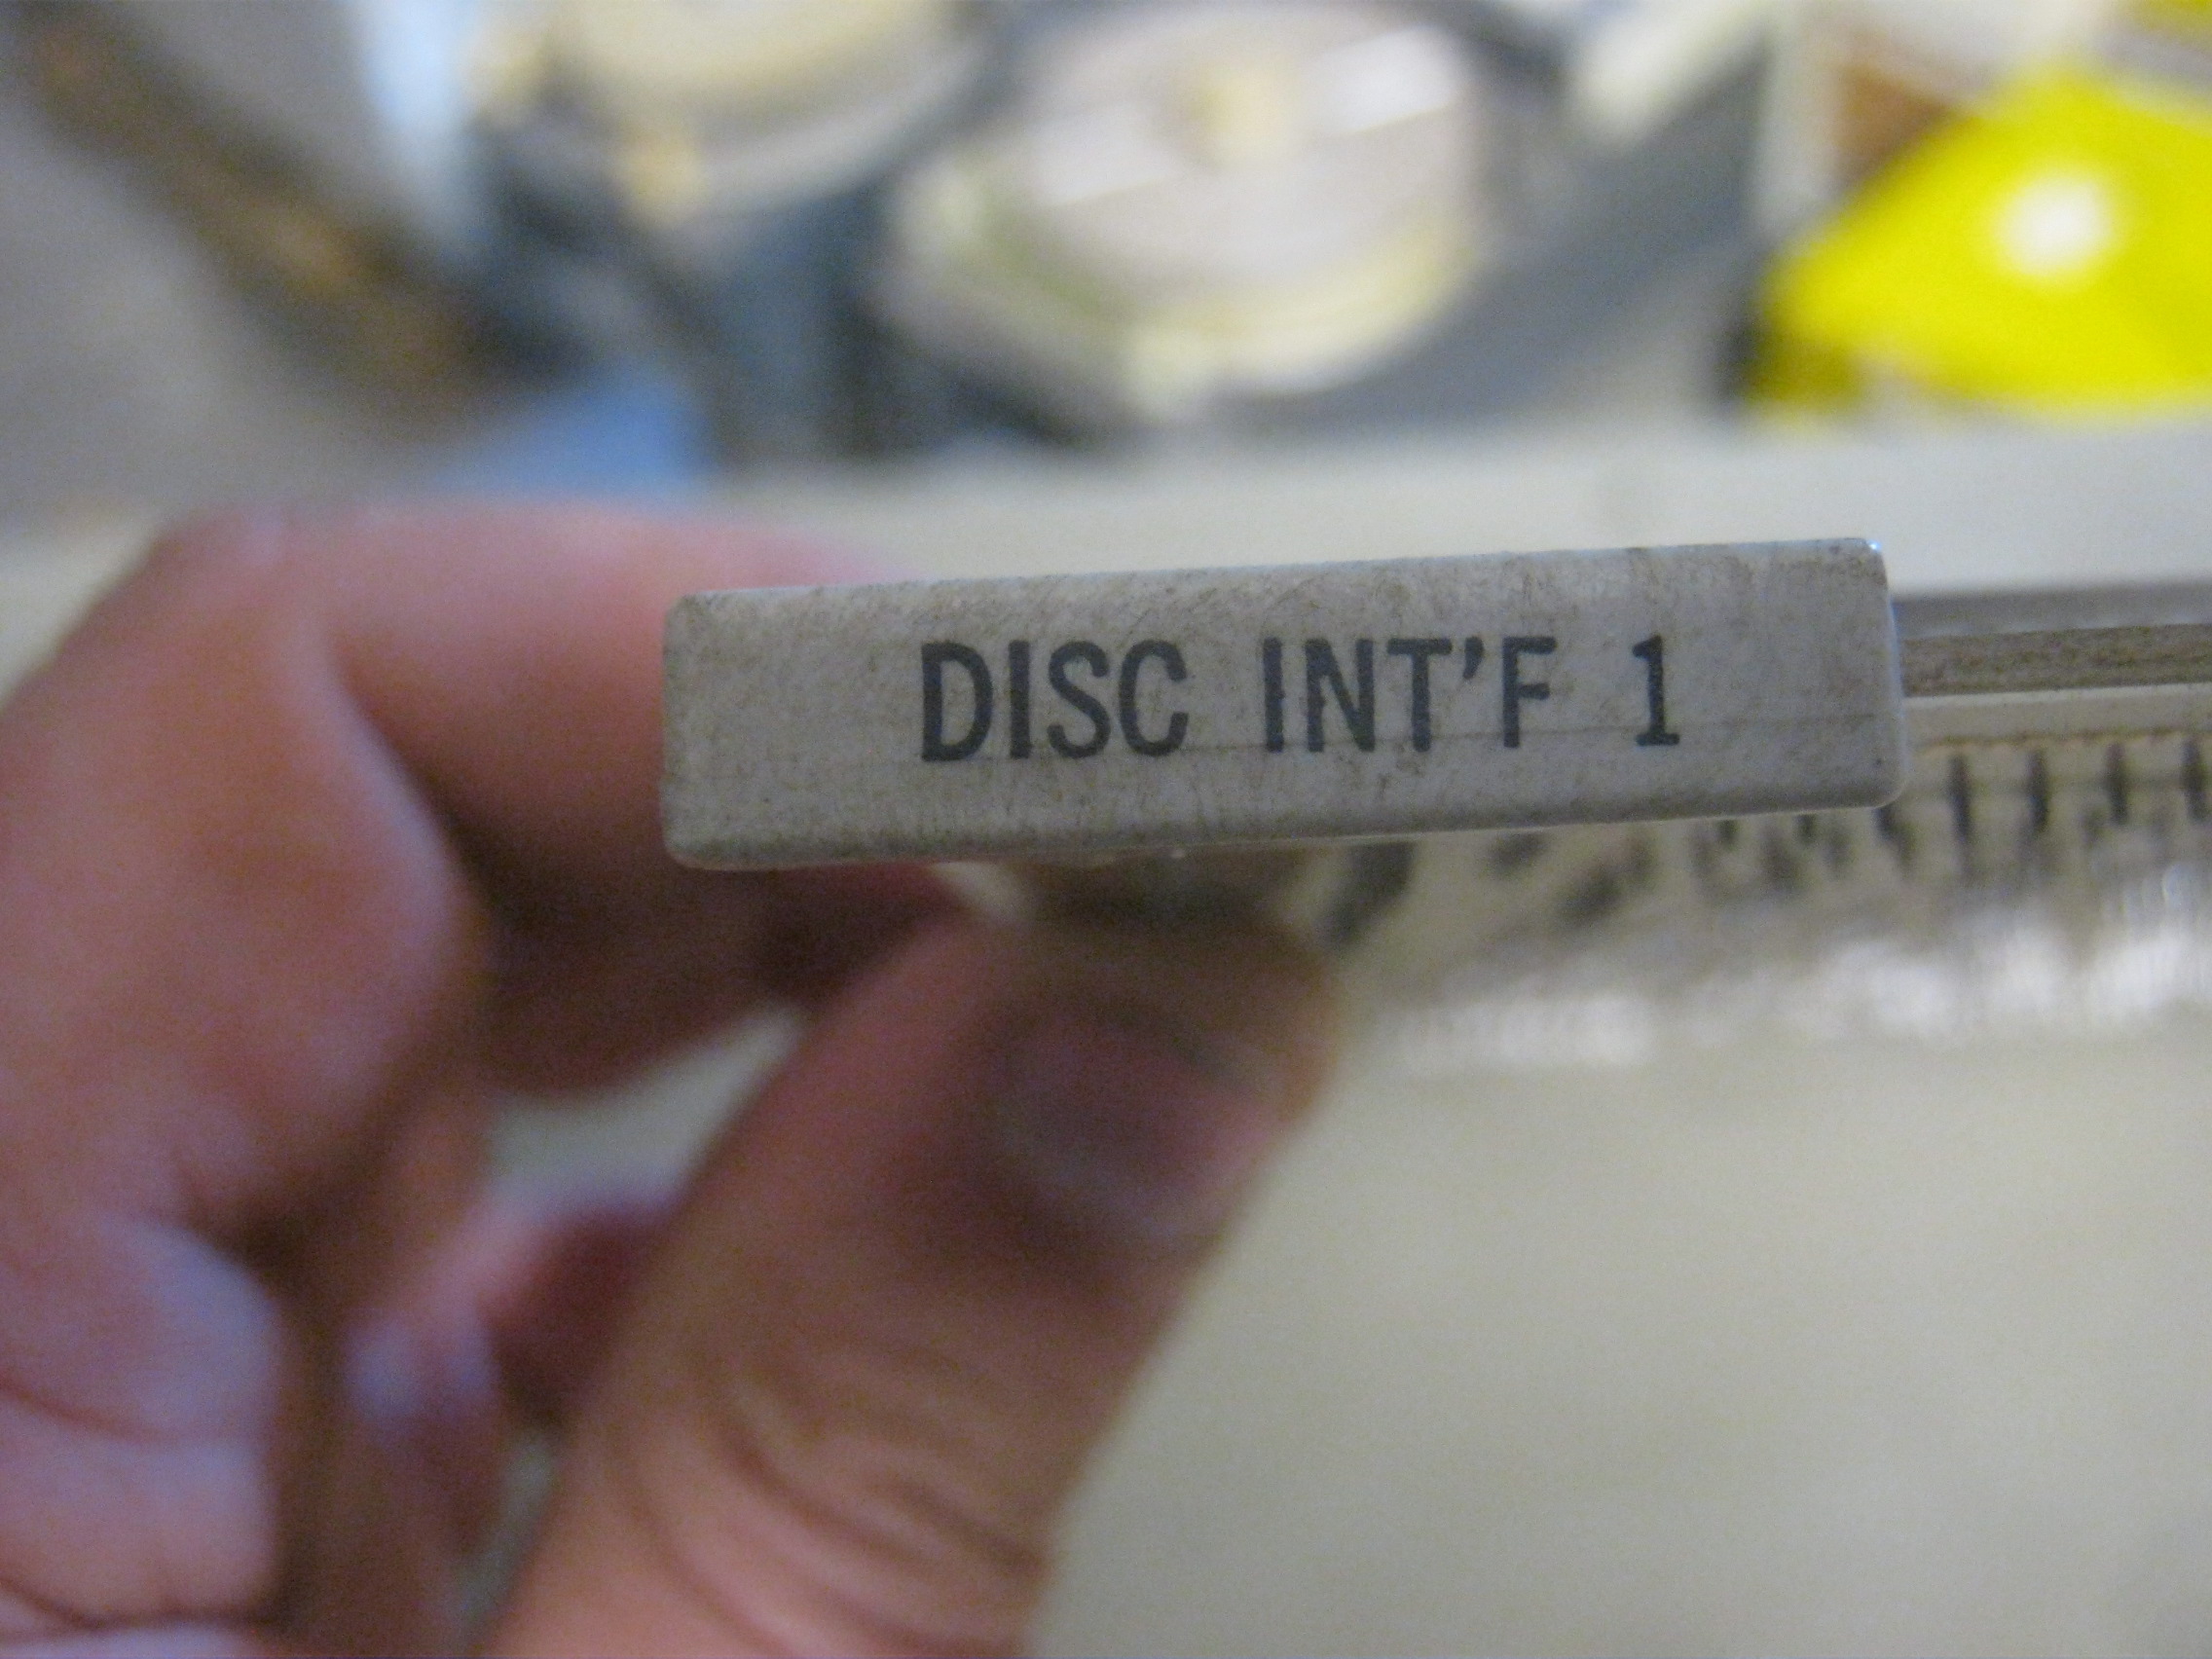 DISC INT'F 1